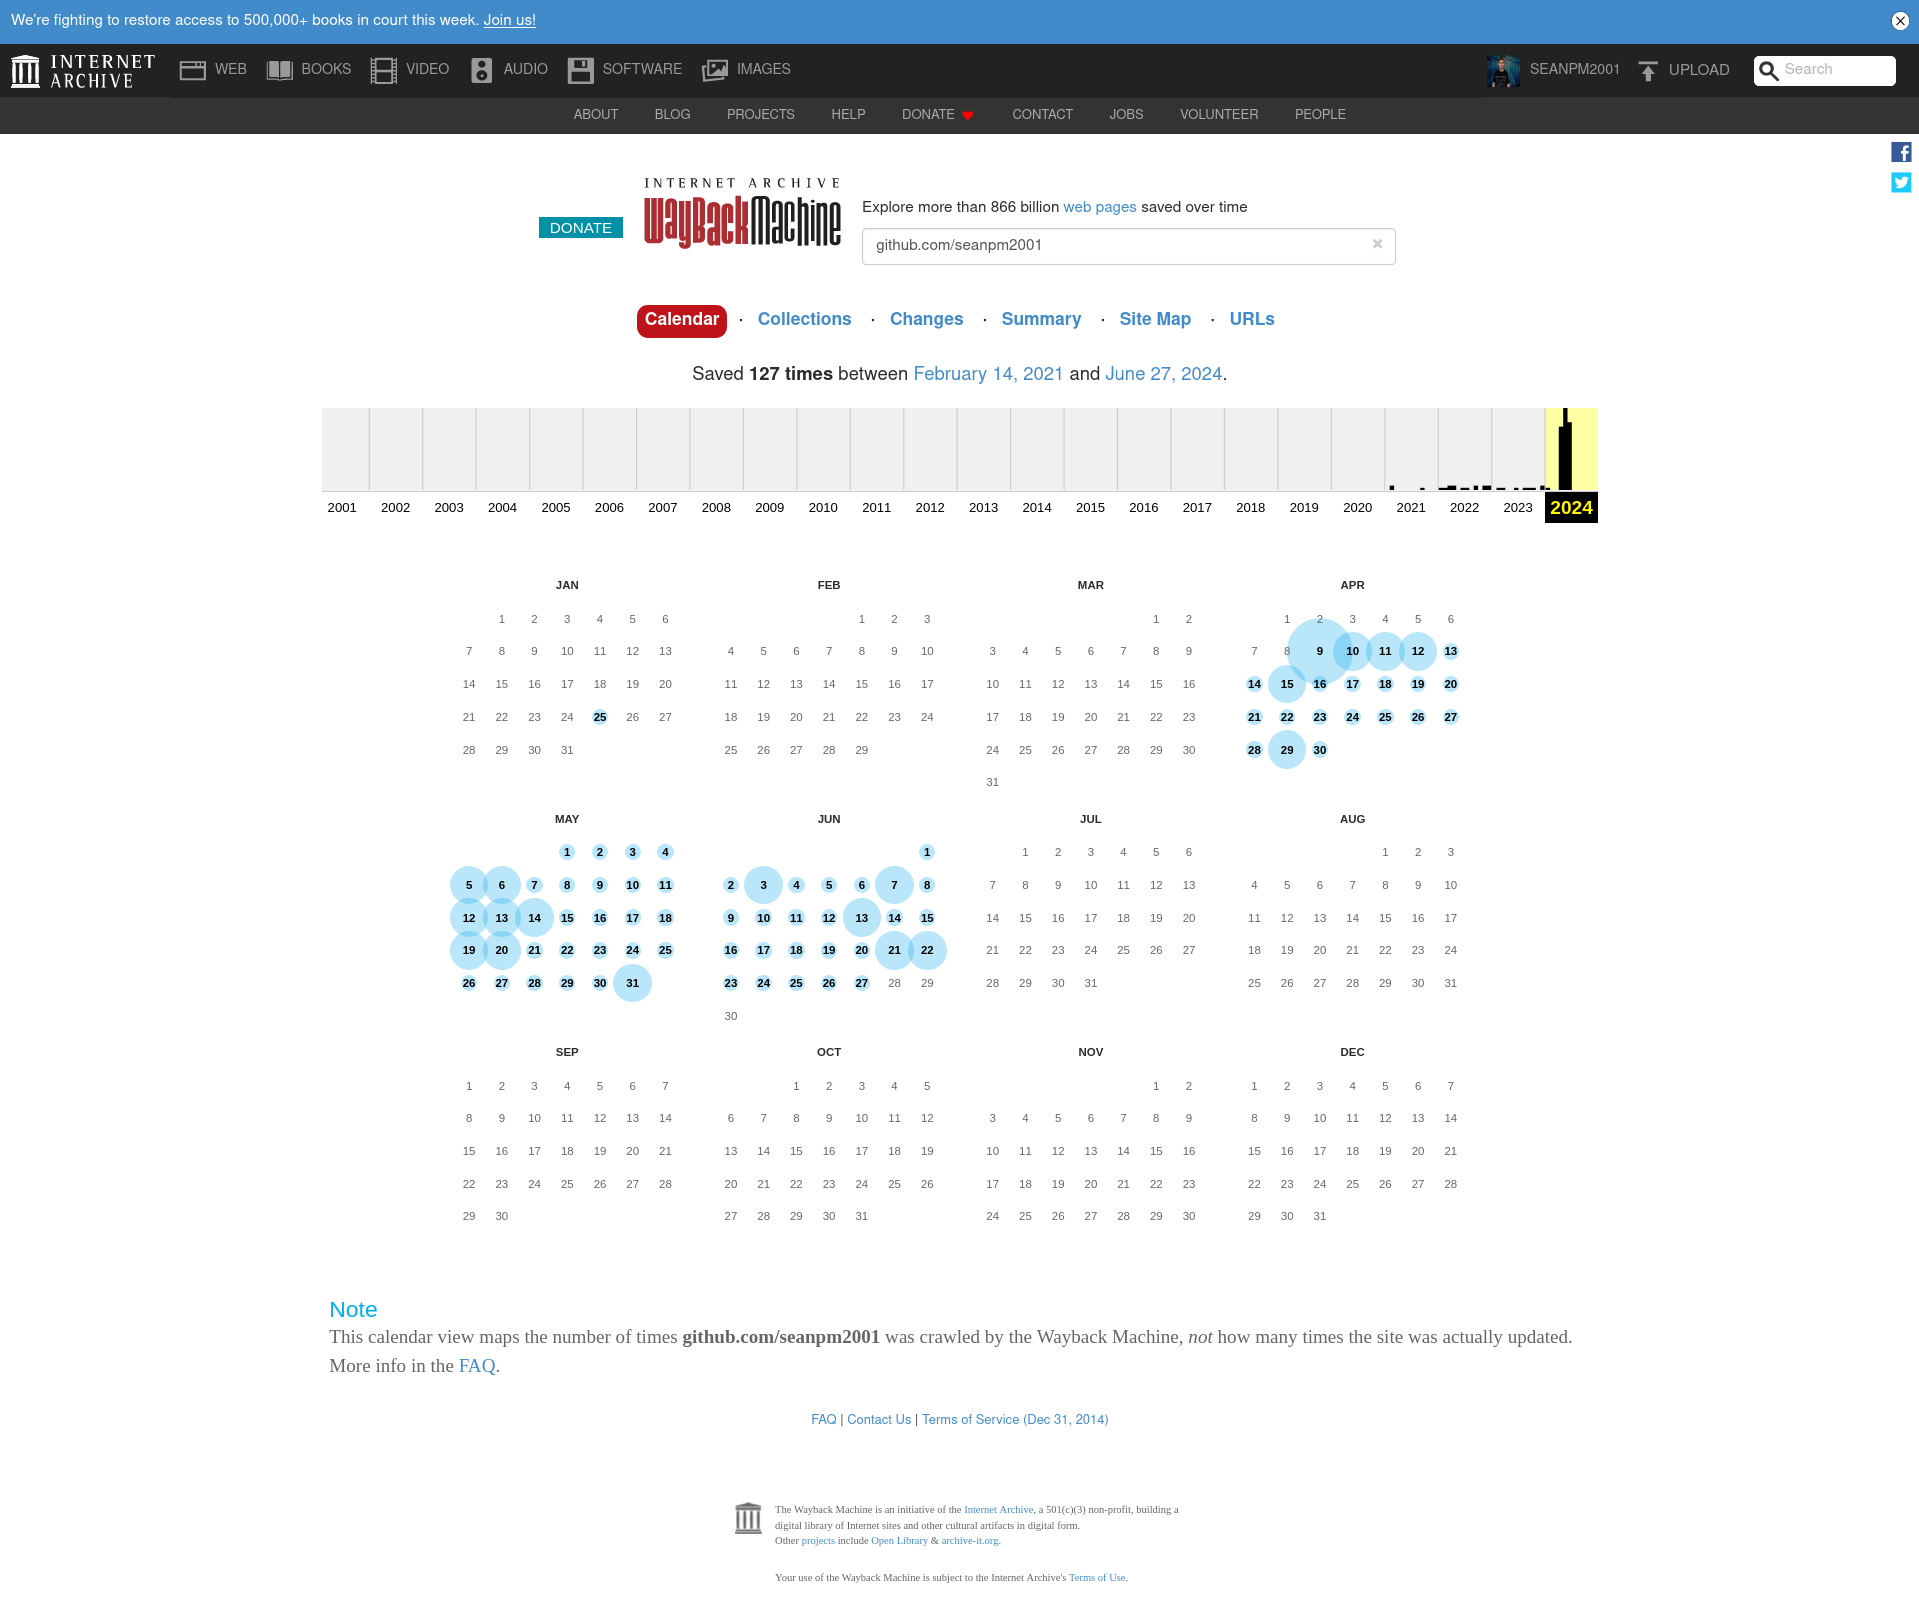 We're fighting to restore access to 500,000+ books in court this week. Join us!
INTERNET ARCHIVE WEB BOOKS VIDEO AUDIO SOFTWARE IMAGES SEANPM2001 UPLOAD Search
ABOUT BLOG PROJECTS HELP DONATE CONTACT JOBS VOLUNTEER PEOPLE
DONATE
INTERNET ARCHIVE
WayBackMachine
Explore more than 866 billion web pages saved over time
github.com/seanpm2001
Calendar · Collections · Changes · Summary · Site Map · URLs
Saved 127 times between February 14, 2021 and June 27, 2024.
2001 2002 2003 2004 2005 2006 2007 2008 2009 2010 2011 2012 2013 2014 2015 2016 2017 2018 2019 2020 2021 2022 2023 2024
JAN
1 2 3 4 5 6
7 8 9 10 11 12 13
14 15 16 17 18 19 20
21 22 23 24 25 26 27
28 29 30 31
FEB
1 2 3
4 5 6 7 8 9 10
11 12 13 14 15 16 17
18 19 20 21 22 23 24
25 26 27 28 29
MAR
1 2
3 4 5 6 7 8 9
10 11 12 13 14 15 16
17 18 19 20 21 22 23
24 25 26 27 28 29 30
31
APR
1 2 3 4 5 6
7 8 9 10 11 12 13
14 15 16 17 18 19 20
21 22 23 24 25 26 27
28 29 30
MAY
1 2 3 4
5 6 7 8 9 10 11
12 13 14 15 16 17 18
19 20 21 22 23 24 25
26 27 28 29 30 31
JUN
1
2 3 4 5 6 7 8
9 10 11 12 13 14 15
16 17 18 19 20 21 22
23 24 25 26 27 28 29
30
JUL
1 2 3 4 5 6
7 8 9 10 11 12 13
14 15 16 17 18 19 20
21 22 23 24 25 26 27
28 29 30 31
AUG
1 2 3
4 5 6 7 8 9 10
11 12 13 14 15 16 17
18 19 20 21 22 23 24
25 26 27 28 29 30 31
SEP
1 2 3 4 5 6 7
8 9 10 11 12 13 14
15 16 17 18 19 20 21
22 23 24 25 26 27 28
29 30
OCT
1 2 3 4 5
6 7 8 9 10 11 12
13 14 15 16 17 18 19
20 21 22 23 24 25 26
27 28 29 30 31
NOV
1 2
3 4 5 6 7 8 9
10 11 12 13 14 15 16
17 18 19 20 21 22 23
24 25 26 27 28 29 30
DEC
1 2 3 4 5 6 7
8 9 10 11 12 13 14
15 16 17 18 19 20 21
22 23 24 25 26 27 28
29 30 31
Note
This calendar view maps the number of times github.com/seanpm2001 was crawled by the Wayback Machine, not how many times the site was actually updated.
More info in the FAQ.
FAQ | Contact Us | Terms of Service (Dec 31, 2014)
The Wayback Machine is an initiative of the Internet Archive, a 501(c)(3) non-profit, building a
digital library of Internet sites and other cultural artifacts in digital form.
Other projects include Open Library & archive-it.org.
Your use of the Wayback Machine is subject to the Internet Archive's Terms of Use.